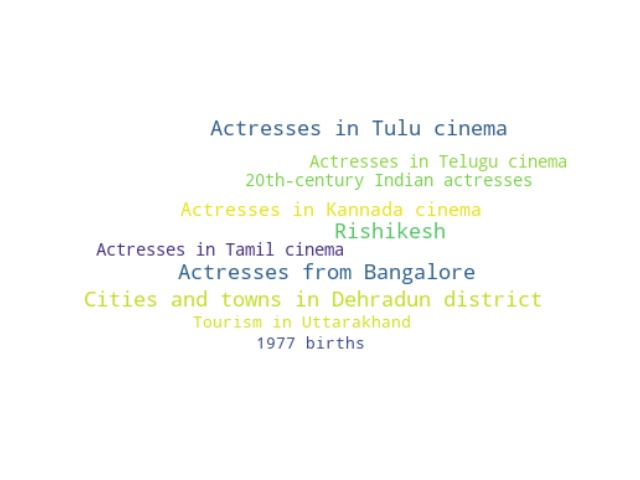 Actresses in Tulu cinema
Actresses in Telugu cinema
20th-century Indian actresses
Actresses in Kannada cinema
Rishikesh
Actresses in Tamil cinema
Actresses from Bangalore
Cities and towns in Dehradun district
Tourism in Uttarakhand
1977 births